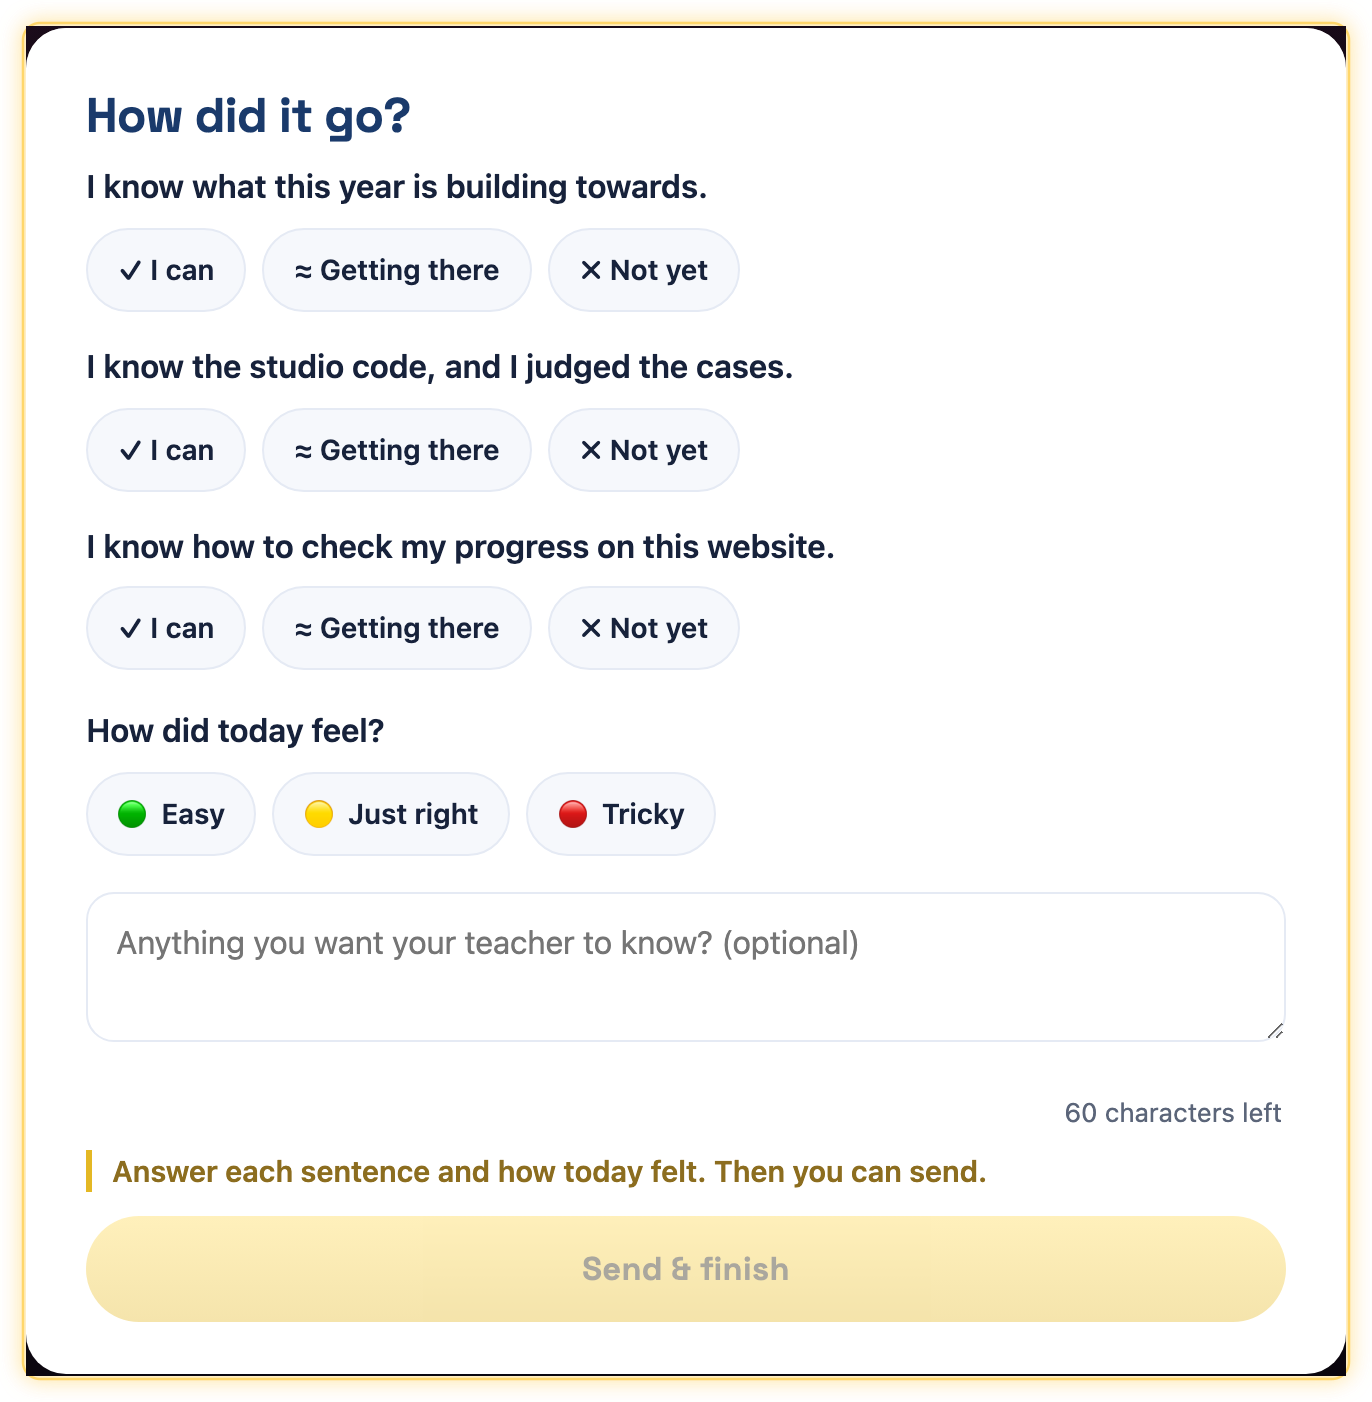 How did it go?
I know what this year is building towards.
✓ I can ≈ Getting there ✕ Not yet
I know the studio code, and I judged the cases.
✓ I can ≈ Getting there ✕ Not yet
I know how to check my progress on this website.
✓ I can ≈ Getting there ✕ Not yet
How did today feel?
Easy Just right Tricky
Anything you want your teacher to know? (optional)
60 characters left
Answer each sentence and how today felt. Then you can send.
Send & finish